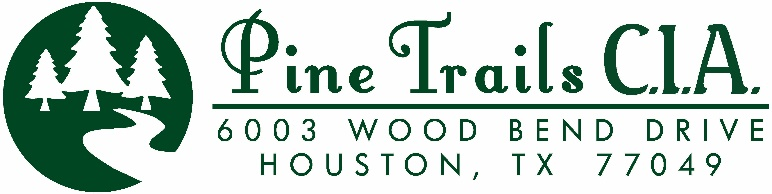 Pine Trails C.I.A.
6003 WOOD BEND DRIVE
HOUSTON, TX 77049